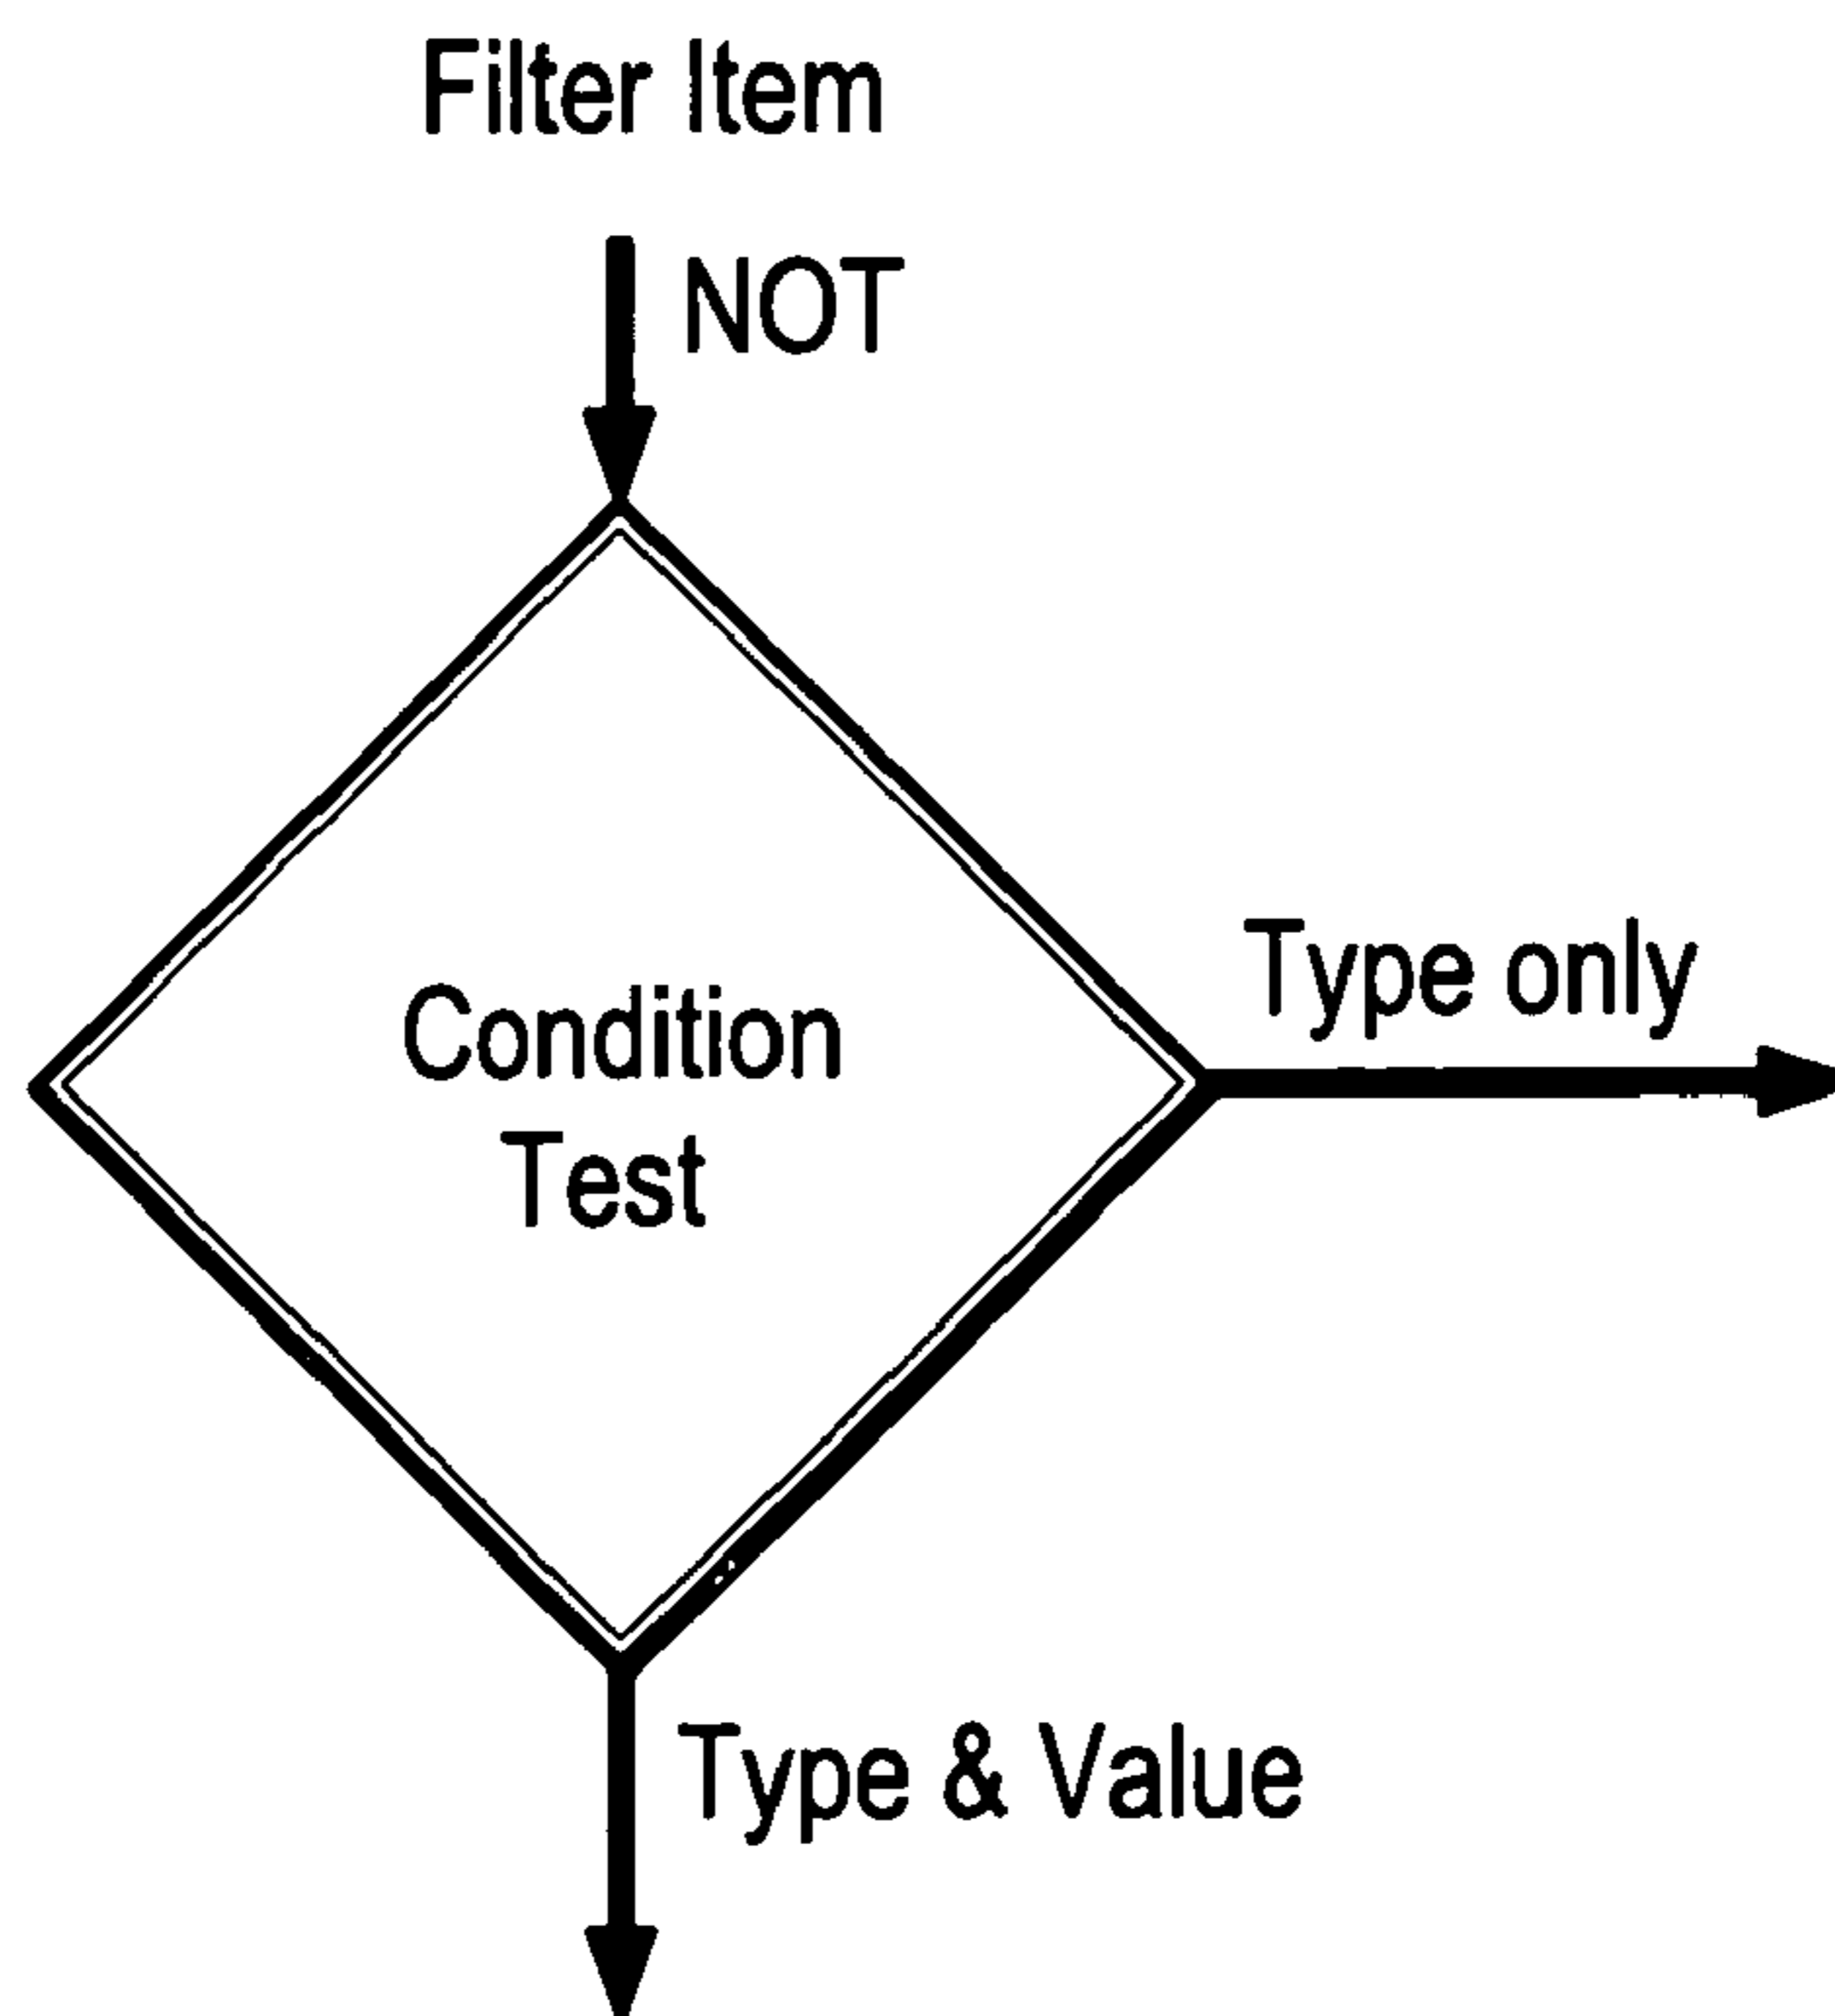 Filter Item
NOT
Type only
Condition
Test
Type & Value